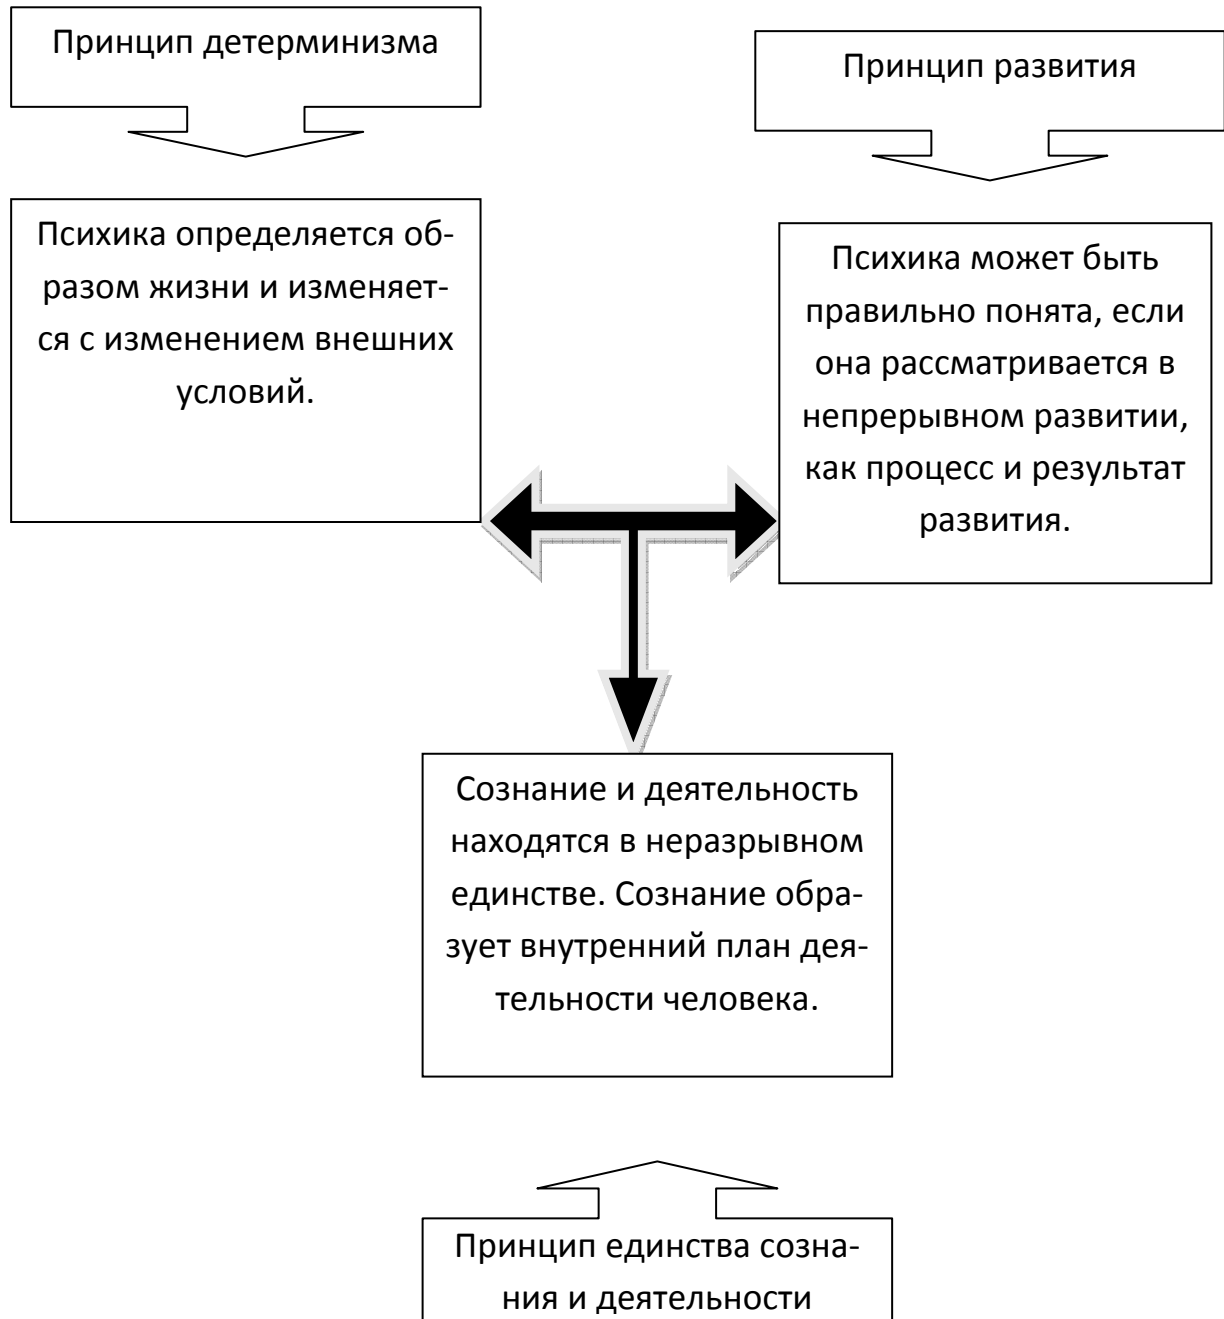 Принцип детерминизма
Принцип развития
Психика определяется об-
разом жизни и изменяет-
ся с изменением внешних
условий.
Психика может быть
правильно понята, если
она рассматривается в
непрерывном развитии,
как процесс и результат
развития.
Сознание и деятельность
находятся в неразрывном
единстве. Сознание обра-
зует внутренний план дея-
тельности человека.
Принцип единства созна-
ния и деятельности